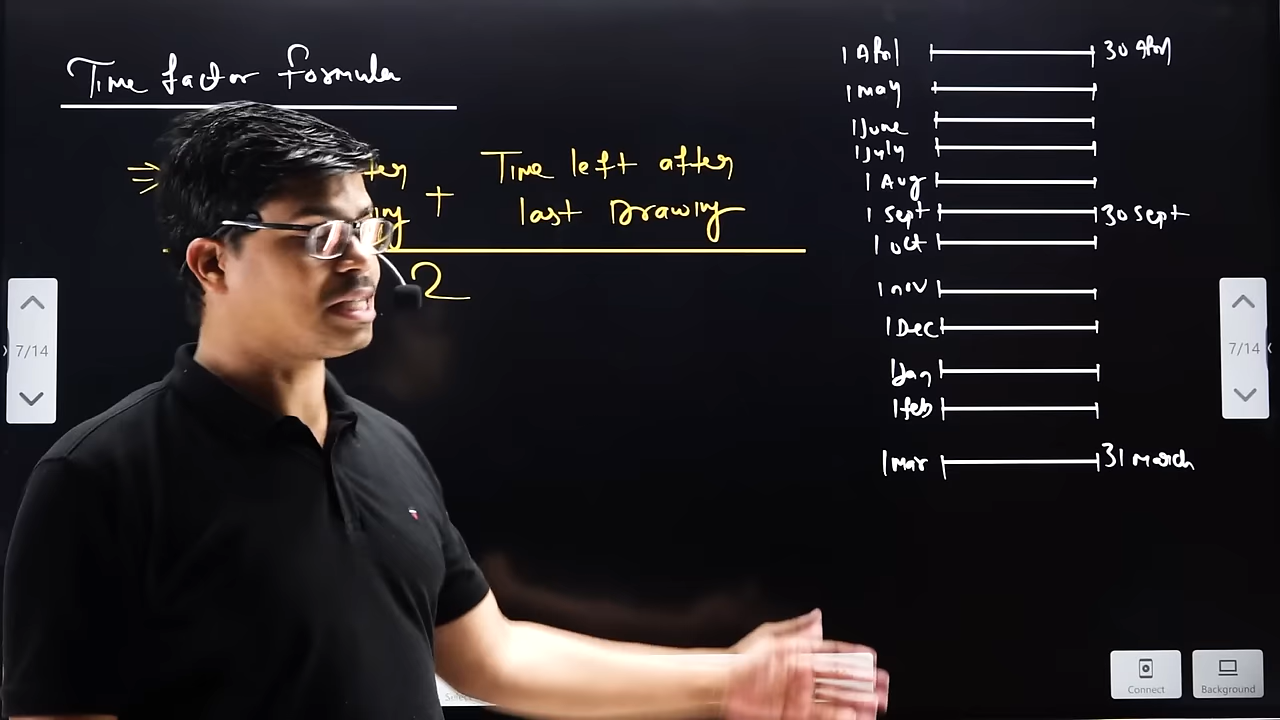 Time factor formula
Time left after
last Drawing
+
2
1 April 30 April
1 may
1 June
1 July
1 Aug
1 Sept 30 Sept
1 oct
1 nov
1 Dec
1 Jan
1 feb
1 Mar 31 march
7/14
7/14
Connect
Background